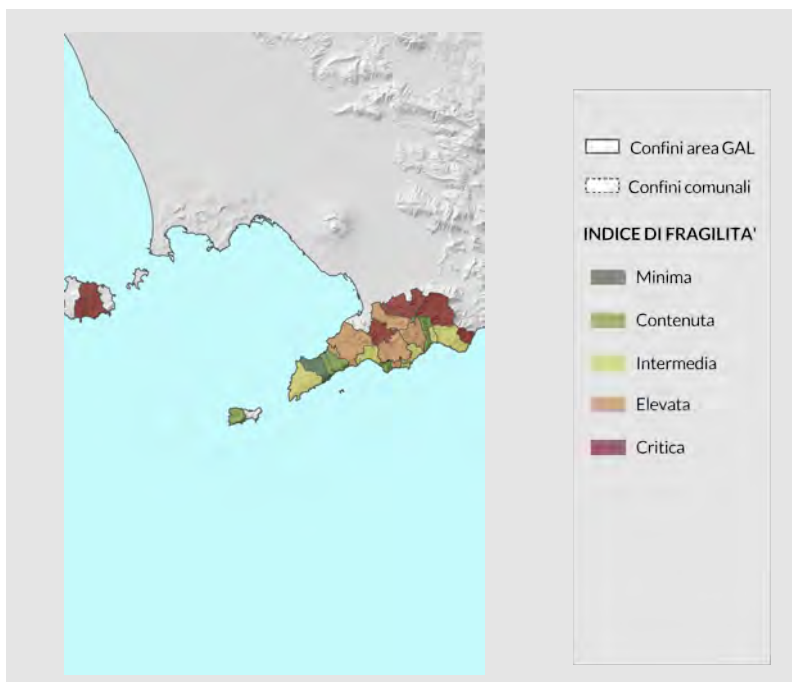 Confini area GAL
Confini comunali
INDICE DI FRAGILITA'
Minima
Contenuta
Intermedia
Elevata
Critica